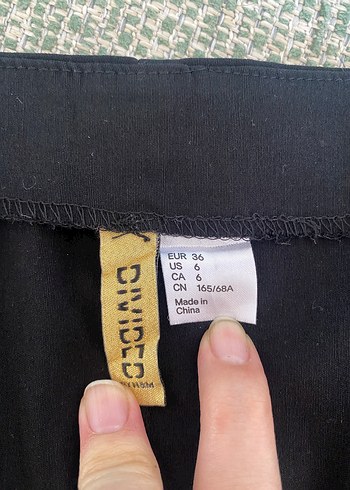 DIVIDED
EUR 36
US 6
CA 6
CN 165/68A
Made in
China